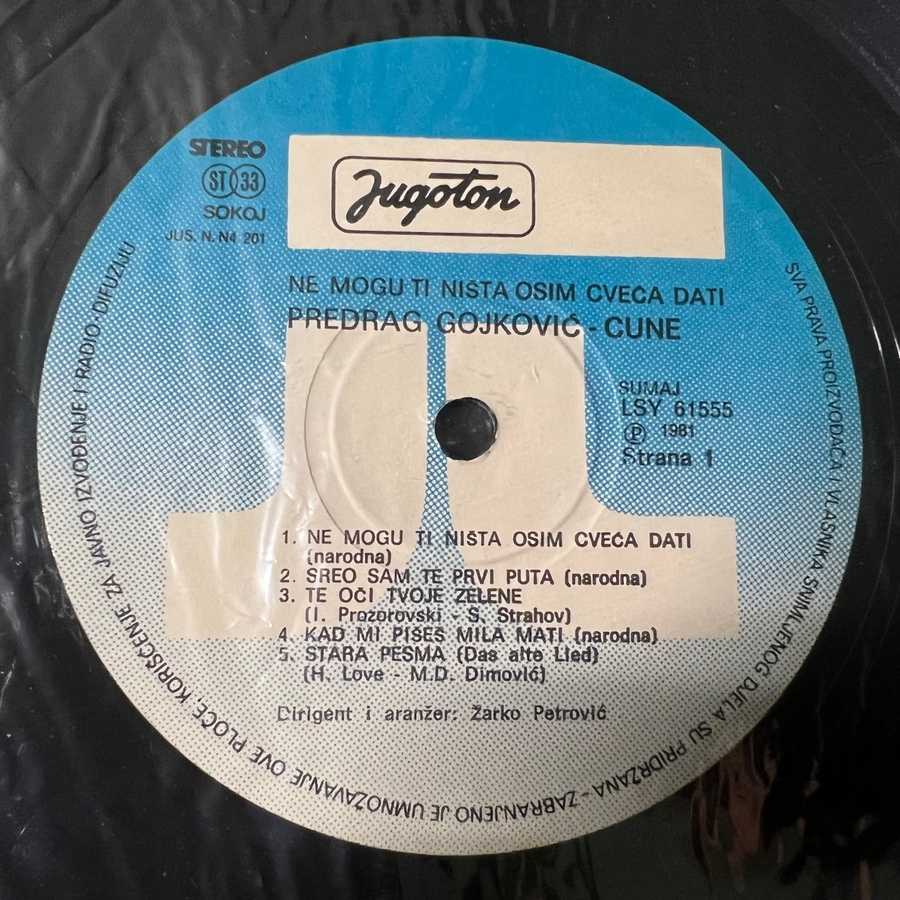 STEREO
ST 33
SOKOJ
JUS. N. N4 201
Jugoton
NE MOGU TI NIŠTA OSIM CVEĆA DATI
PREDRAG GOJKOVIĆ - CUNE
SUMAJ
LSY 61555
℗ 1981
Strana 1
1. NE MOGU TI NIŠTA OSIM CVEĆA DATI
(narodna)
2. SREO SAM TE PRVI PUTA (narodna)
3. TE OČI TVOJE ZELENE
(I. Prozorovski - S. Strahov)
4. KAD MI PIŠEŠ MILA MATI (narodna)
5. STARA PESMA (Das alte Lied)
(H. Love - M.D. Dimović)
Dirigent i aranžer: Žarko Petrović
SVA PRAVA PROIZVOĐAČA I VLASNIKA SNIMLJENOG DJELA SU PRIDRŽANA - ZABRANJENO JE UMNOŽAVANJE OVE PLOČE, KORIŠĆENJE ZA JAVNO IZVOĐENJE I RADIO-DIFUZIJU